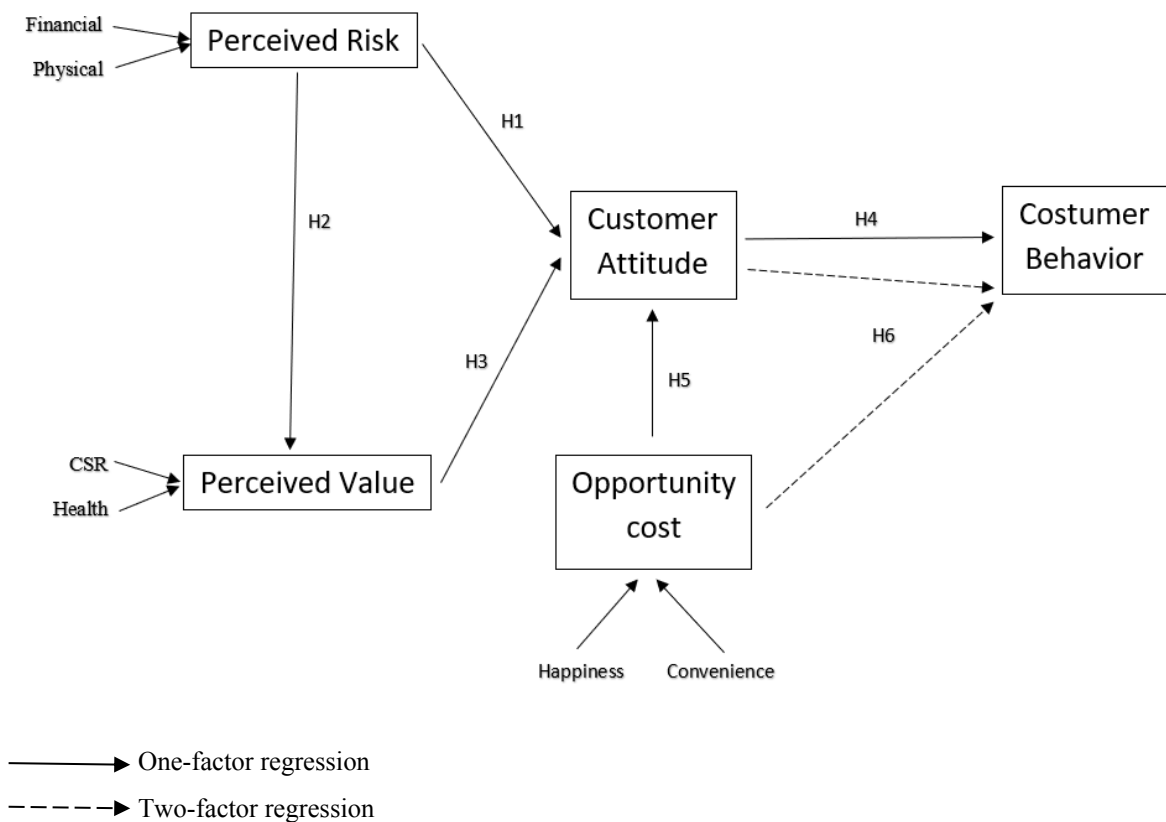 Financial
Physical
Perceived Risk
H1
H2
Customer
Attitude
H4
Costumer
Behavior
H3
H6
H5
CSR
Health
Perceived Value
Opportunity
cost
Happiness
Convenience
One-factor regression
Two-factor regression